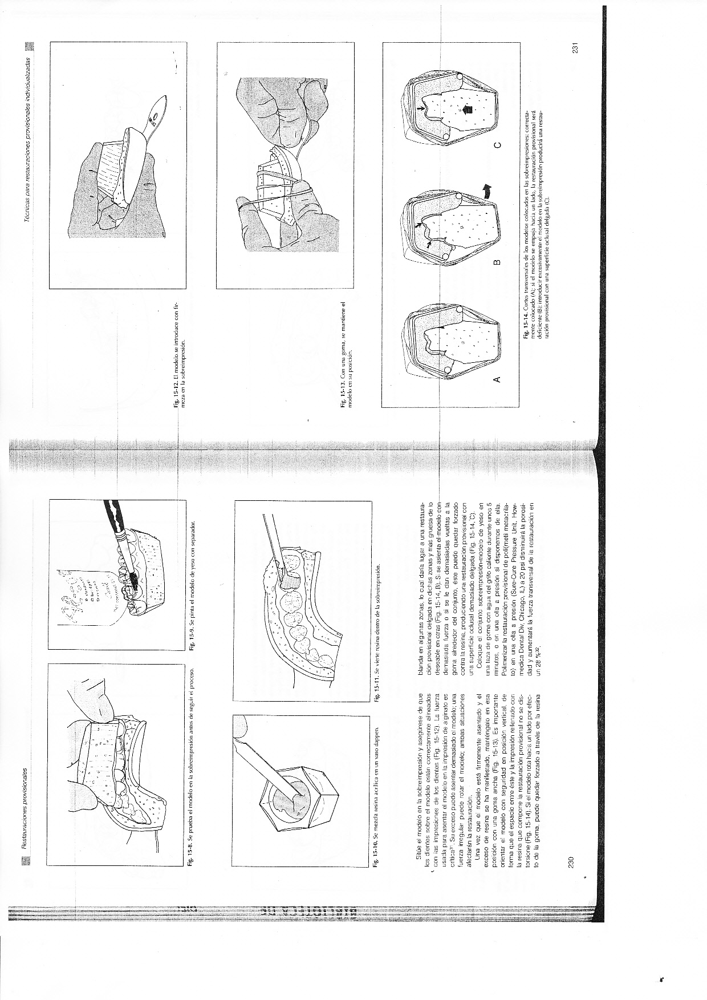 Restauraciones provisionales
Fig. 15-8. Se prueba el modelo en la sobreimpresión antes de seguir el proceso.
Fig. 15-9. Se pinta el modelo de yeso con separador.
Fig. 15-10. Se mezcla resina acrílica en un vaso dappen.
Fig. 15-11. Se vierte resina dentro de la sobreimpresión.
Sitúe el modelo en la sobreimpresión y asegúrese de que
los dientes sobre el modelo están correctamente alineados
con las impresiones de los dientes (Fig. 15-12). La fuerza
usada para asentar el modelo en la impresión de alginato es
crítica³¹. Su exceso puede asentar demasiado el modelo; una
fuerza irregular puede rotar el modelo; ambas situaciones
afectarán la restauración.
Una vez que el modelo está firmemente asentado y el
exceso de resina se ha manifestado, manténgalo en esa
posición con una goma ancha (Fig. 15-13). Es importante
orientar el modelo con seguridad en posición vertical, de
forma que el espacio entre éste y la impresión rellenado con
la resina que compone la restauración provisional no se dis-
torsione (Fig. 15-14). Si el modelo rota hacia un lado por efec-
to de la goma, puede quedar forzado a través de la resina
blanda en algunas zonas, lo cual daría lugar a una restaura-
ción provisional delgada en dichas zonas y más gruesa de lo
deseable en otras (Fig. 15-14, B). Si se asienta el modelo con
demasiada fuerza o si se le dan demasiadas vueltas a la
goma alrededor del conjunto, éste puede quedar forzado
contra la resina, produciendo una restauración provisional con
una superficie oclusal demasiado delgada (Fig. 15-14, C).
Coloque el conjunto sobreimpresión-modelo de yeso en
una taza de goma con agua del grifo caliente durante unos 5
minutos, o en una olla a presión si disponemos de ella.
Polimerizar la restauración provisional de poli(metil metacrila-
to) en una olla a presión (Sure-Cure Pressure Unit, How-
medica Dental Div, Chicago, IL) a 20 psi disminuirá la porosi-
dad y aumentará la fuerza transversal de la restauración en
un 28 %³².
230
Técnicas para restauraciones provisionales individualizadas
Fig. 15-12. El modelo se introduce con fir-
meza en la sobreimpresión.
Fig. 15-13. Con una goma, se mantiene el
modelo en su posición.
A
B
C
Fig. 15-14. Cortes transversales de los modelos colocados en las sobreimpresiones: correcta-
mente colocado (A); si el modelo se empuja hacia un lado, la restauración provisional será
deficiente (B); introducir excesivamente el modelo en la sobreimpresión producirá una restau-
ración provisional con una superficie oclusal delgada (C).
231